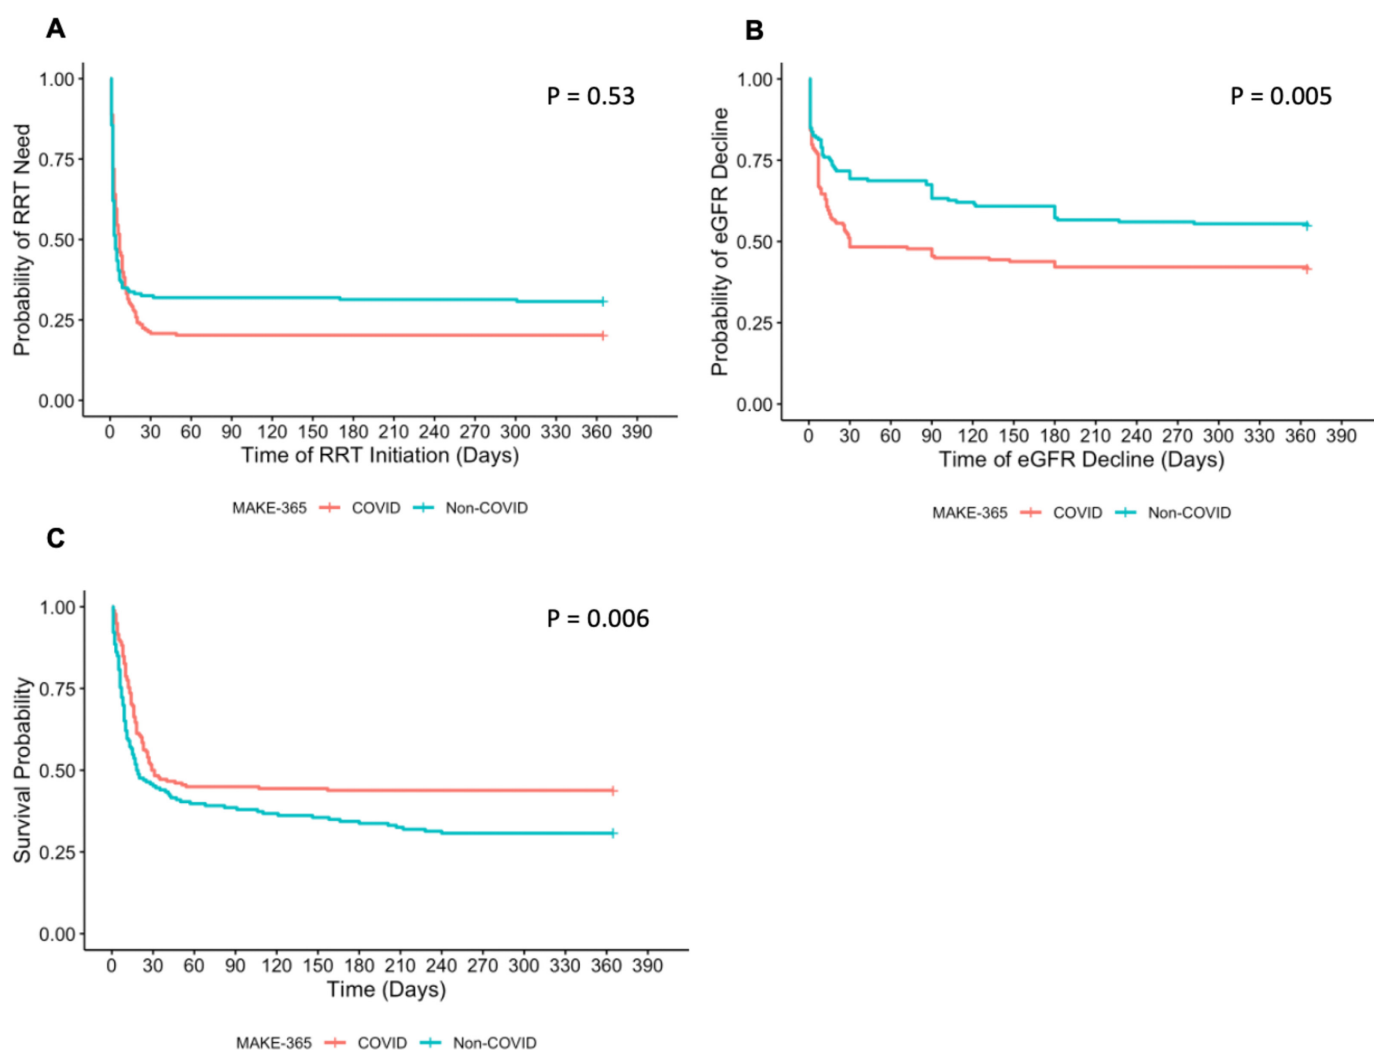 A
P = 0.53
Probability of RRT Need
1.00
0.75
0.50
0.25
0.00
0 30 60 90 120 150 180 210 240 270 300 330 360 390
Time of RRT Initiation (Days)
MAKE-365 COVID Non-COVID
B
P = 0.005
Probability of eGFR Decline
1.00
0.75
0.50
0.25
0.00
0 30 60 90 120 150 180 210 240 270 300 330 360 390
Time of eGFR Decline (Days)
MAKE-365 COVID Non-COVID
C
P = 0.006
Survival Probability
1.00
0.75
0.50
0.25
0.00
0 30 60 90 120 150 180 210 240 270 300 330 360 390
Time (Days)
MAKE-365 COVID Non-COVID